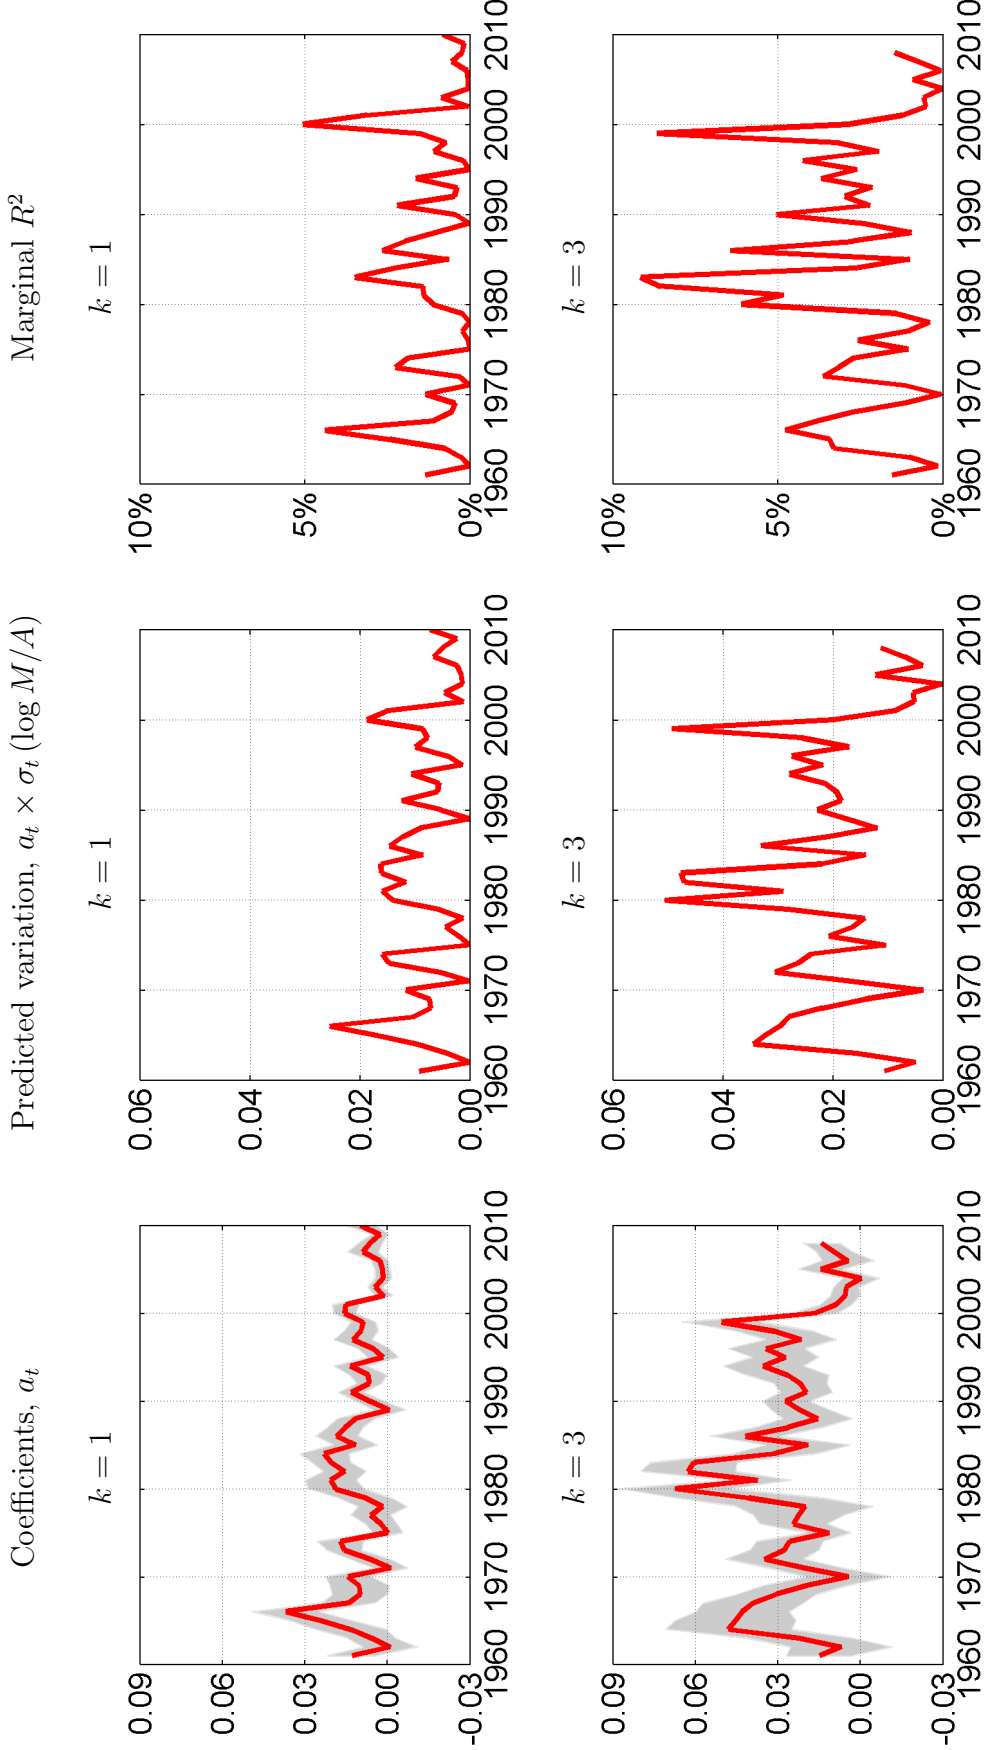 Coefficients, a_t
k = 1
0.09
0.06
0.03
0.00
-0.03
1960 1970 1980 1990 2000 2010
k = 3
0.09
0.06
0.03
0.00
-0.03
1960 1970 1980 1990 2000 2010
Predicted variation, a_t × σ_t (log M/A)
k = 1
0.06
0.04
0.02
0.00
1960 1970 1980 1990 2000 2010
k = 3
0.06
0.04
0.02
0.00
1960 1970 1980 1990 2000 2010
Marginal R²
k = 1
10%
5%
0%
1960 1970 1980 1990 2000 2010
k = 3
10%
5%
0%
1960 1970 1980 1990 2000 2010